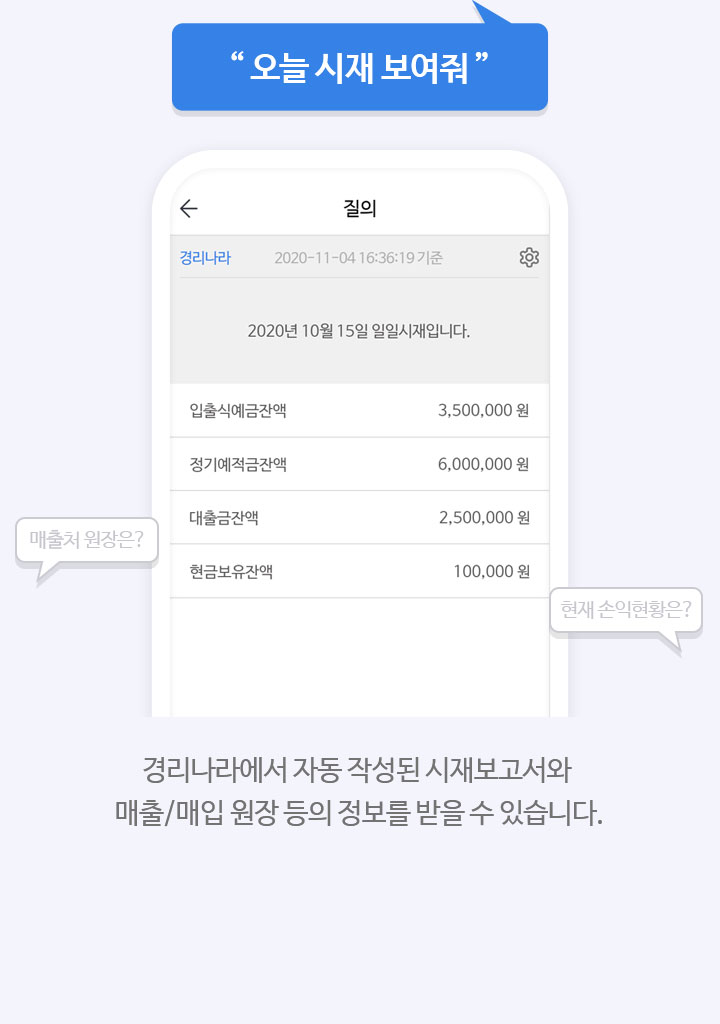 “ 오늘 시재 보여줘 ”
질의
경리나라 2020-11-04 16:36:19 기준
2020년 10월 15일 일일시재입니다.
입출식예금잔액 3,500,000 원
정기예적금잔액 6,000,000 원
대출금잔액 2,500,000 원
매출처 원장은?
현금보유잔액 100,000 원
현재 손익현황은?
경리나라에서 자동 작성된 시재보고서와
매출/매입 원장 등의 정보를 받을 수 있습니다.